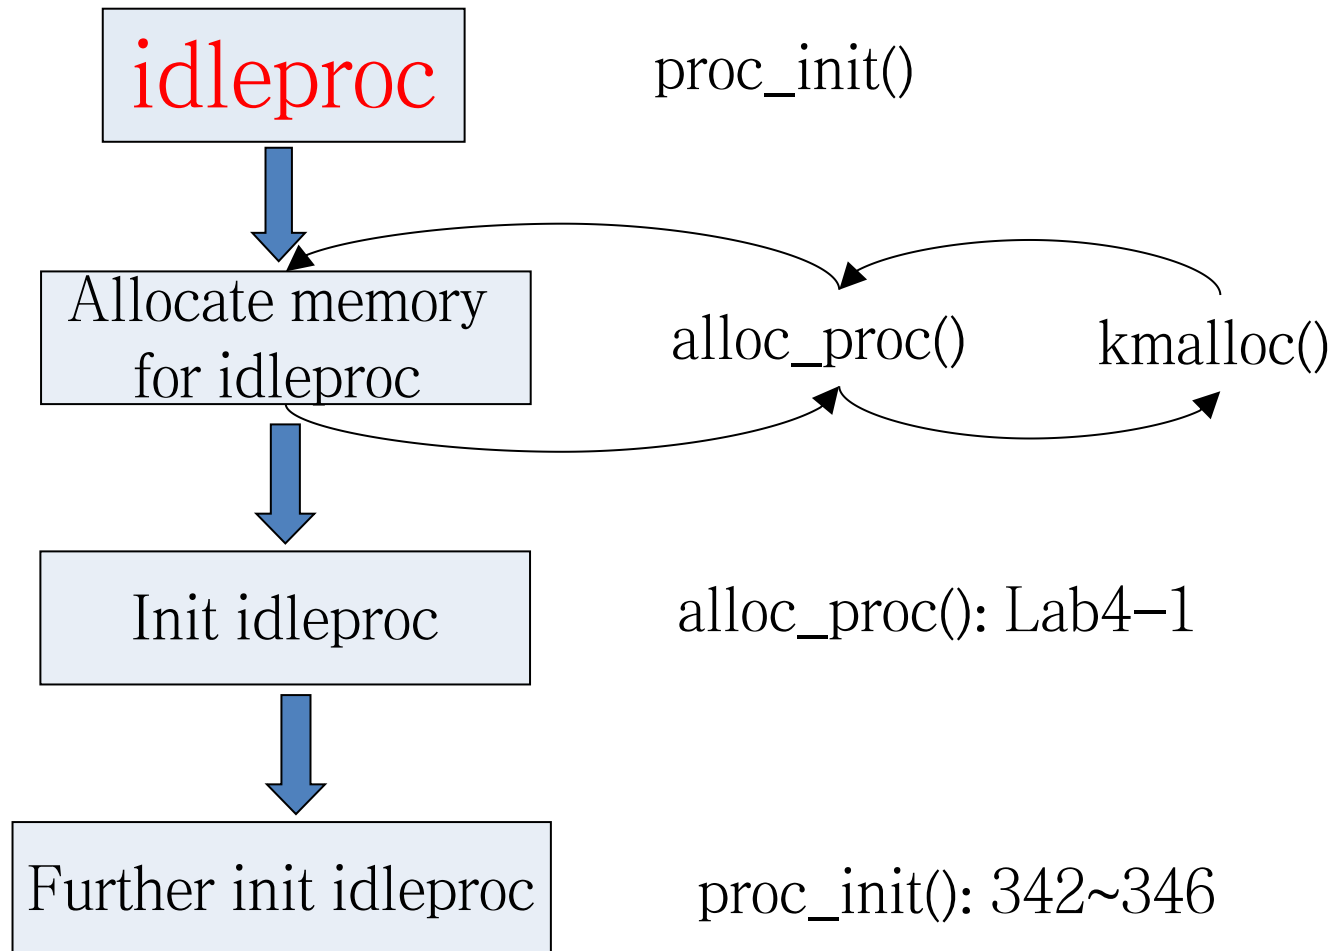 idleproc
proc_init()
Allocate memory
for idleproc
alloc_proc()
kmalloc()
Init idleproc
alloc_proc(): Lab4-1
Further init idleproc
proc_init(): 342~346